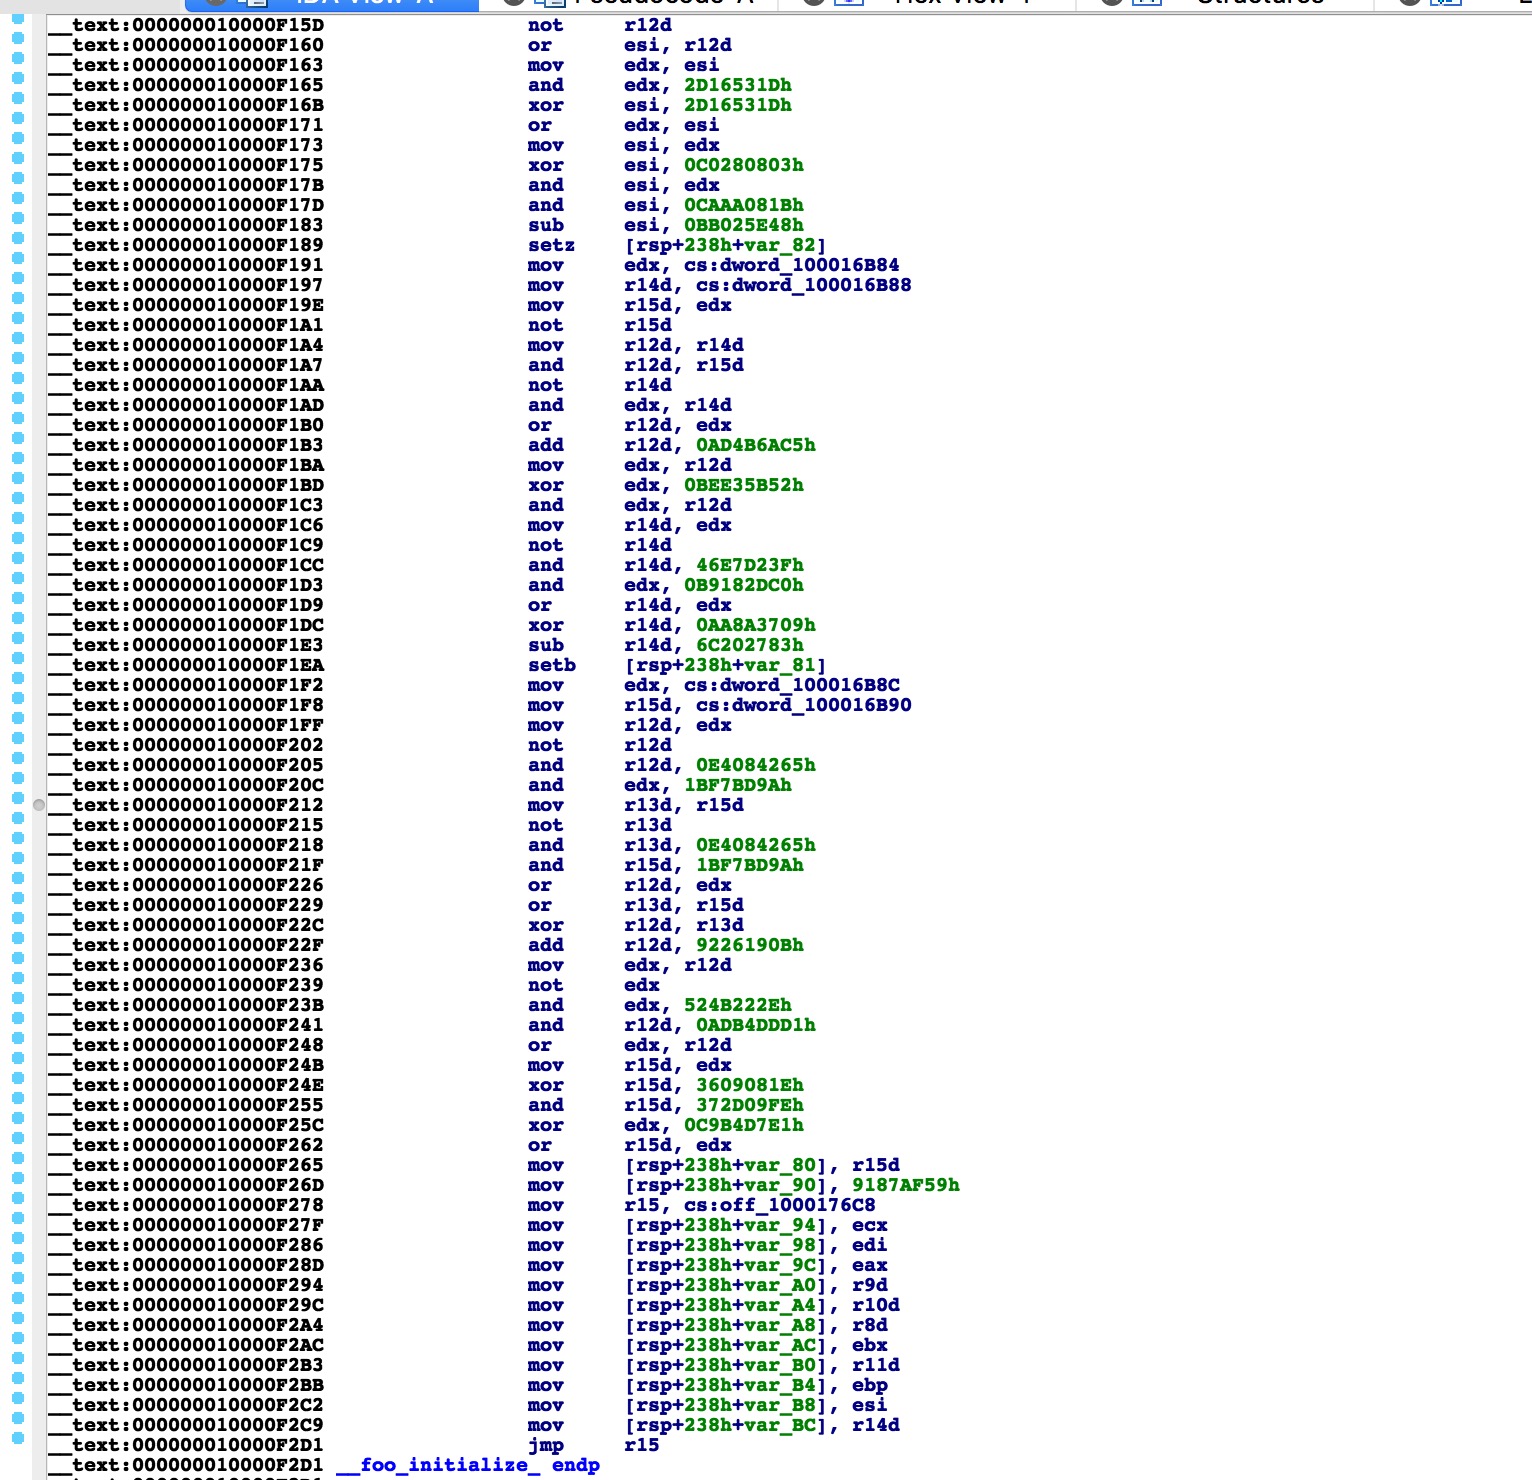 __text:000000010000F15D not r12d
__text:000000010000F160 or esi, r12d
__text:000000010000F163 mov edx, esi
__text:000000010000F165 and edx, 2D16531Dh
__text:000000010000F16B xor esi, 2D16531Dh
__text:000000010000F171 or edx, esi
__text:000000010000F173 mov esi, edx
__text:000000010000F175 xor esi, 0C0280803h
__text:000000010000F17B and esi, edx
__text:000000010000F17D and esi, 0CAAA081Bh
__text:000000010000F183 sub esi, 0BB025E48h
__text:000000010000F189 setz [rsp+238h+var_82]
__text:000000010000F191 mov edx, cs:dword_100016B84
__text:000000010000F197 mov r14d, cs:dword_100016B88
__text:000000010000F19E mov r15d, edx
__text:000000010000F1A1 not r15d
__text:000000010000F1A4 mov r12d, r14d
__text:000000010000F1A7 and r12d, r15d
__text:000000010000F1AA not r14d
__text:000000010000F1AD and edx, r14d
__text:000000010000F1B0 or r12d, edx
__text:000000010000F1B3 add r12d, 0AD4B6AC5h
__text:000000010000F1BA mov edx, r12d
__text:000000010000F1BD xor edx, 0BEE35B52h
__text:000000010000F1C3 and edx, r12d
__text:000000010000F1C6 mov r14d, edx
__text:000000010000F1C9 not r14d
__text:000000010000F1CC and r14d, 46E7D23Fh
__text:000000010000F1D3 and edx, 0B9182DC0h
__text:000000010000F1D9 or r14d, edx
__text:000000010000F1DC xor r14d, 0AA8A3709h
__text:000000010000F1E3 sub r14d, 6C202783h
__text:000000010000F1EA setb [rsp+238h+var_81]
__text:000000010000F1F2 mov edx, cs:dword_100016B8C
__text:000000010000F1F8 mov r15d, cs:dword_100016B90
__text:000000010000F1FF mov r12d, edx
__text:000000010000F202 not r12d
__text:000000010000F205 and r12d, 0E4084265h
__text:000000010000F20C and edx, 1BF7BD9Ah
__text:000000010000F212 mov r13d, r15d
__text:000000010000F215 not r13d
__text:000000010000F218 and r13d, 0E4084265h
__text:000000010000F21F and r15d, 1BF7BD9Ah
__text:000000010000F226 or r12d, edx
__text:000000010000F229 or r13d, r15d
__text:000000010000F22C xor r12d, r13d
__text:000000010000F22F add r12d, 9226190Bh
__text:000000010000F236 mov edx, r12d
__text:000000010000F239 not edx
__text:000000010000F23B and edx, 524B222Eh
__text:000000010000F241 and r12d, 0ADB4DDD1h
__text:000000010000F248 or edx, r12d
__text:000000010000F24B mov r15d, edx
__text:000000010000F24E xor r15d, 3609081Eh
__text:000000010000F255 and r15d, 372D09FEh
__text:000000010000F25C xor edx, 0C9B4D7E1h
__text:000000010000F262 or r15d, edx
__text:000000010000F265 mov [rsp+238h+var_80], r15d
__text:000000010000F26D mov [rsp+238h+var_90], 9187AF59h
__text:000000010000F278 mov r15, cs:off_1000176C8
__text:000000010000F27F mov [rsp+238h+var_94], ecx
__text:000000010000F286 mov [rsp+238h+var_98], edi
__text:000000010000F28D mov [rsp+238h+var_9C], eax
__text:000000010000F294 mov [rsp+238h+var_A0], r9d
__text:000000010000F29C mov [rsp+238h+var_A4], r10d
__text:000000010000F2A4 mov [rsp+238h+var_A8], r8d
__text:000000010000F2AC mov [rsp+238h+var_AC], ebx
__text:000000010000F2B3 mov [rsp+238h+var_B0], r11d
__text:000000010000F2BB mov [rsp+238h+var_B4], ebp
__text:000000010000F2C2 mov [rsp+238h+var_B8], esi
__text:000000010000F2C9 mov [rsp+238h+var_BC], r14d
__text:000000010000F2D1 jmp r15
__text:000000010000F2D1 __foo_initialize_ endp